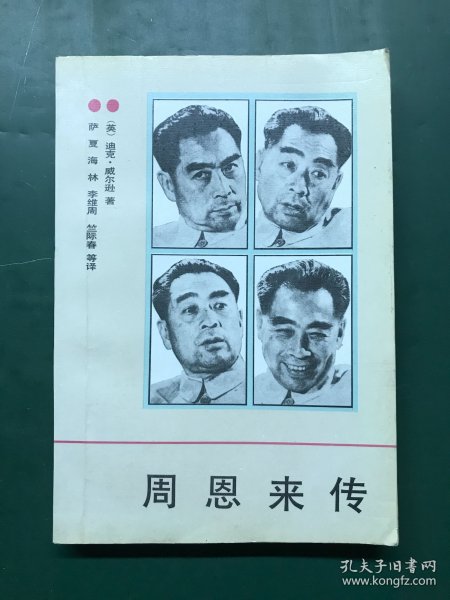 (英) 迪克·威尔逊 著
萨夏 海林 李维周 竺际春 等译
周恩来传
孔夫子旧书网
www.kongfz.com